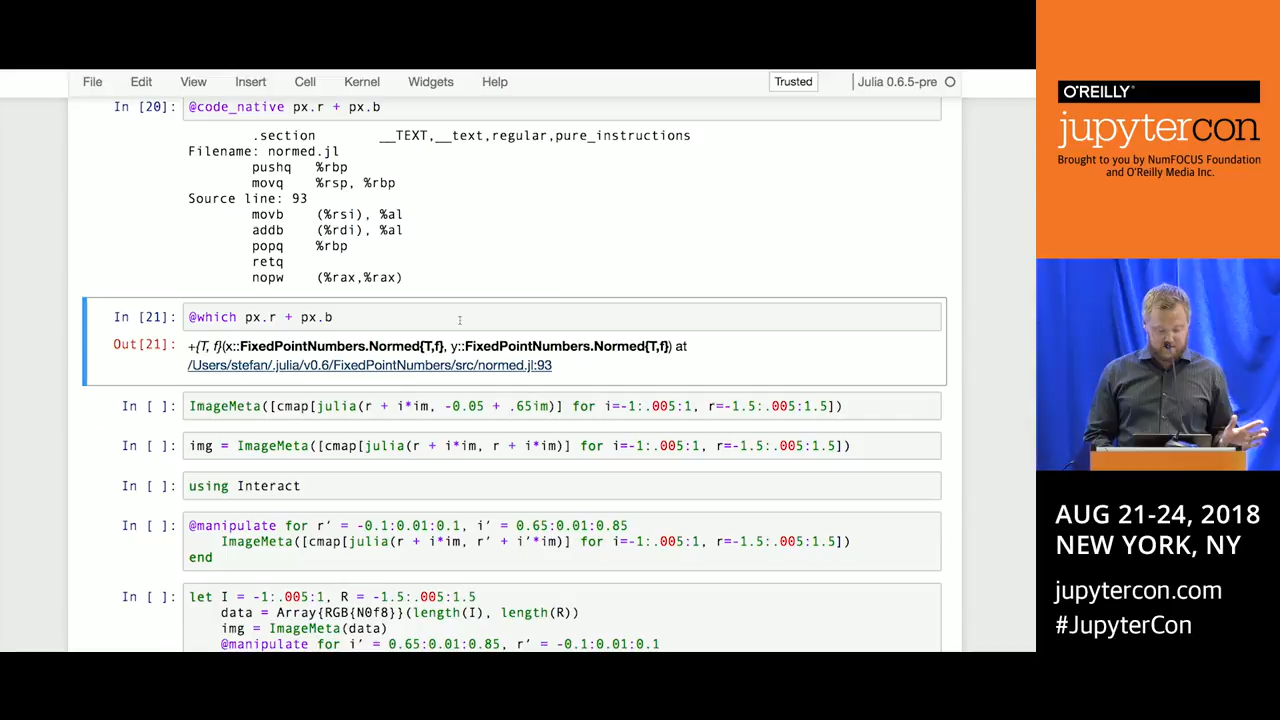 File Edit View Insert Cell Kernel Widgets Help Trusted Julia 0.6.5-pre
In [20]: @code_native px.r + px.b
.section __TEXT,__text,regular,pure_instructions
Filename: normed.jl
pushq %rbp
movq %rsp, %rbp
Source line: 93
movb (%rsi), %al
addb (%rdi), %al
popq %rbp
retq
nopw (%rax,%rax)
In [21]: @which px.r + px.b
Out[21]: +{T, f}(x::FixedPointNumbers.Normed{T,f}, y::FixedPointNumbers.Normed{T,f}) at
/Users/stefan/.julia/v0.6/FixedPointNumbers/src/normed.jl:93
In [ ]: ImageMeta([cmap[julia(r + i*im, -0.05 + .65im)] for i=-1:.005:1, r=-1.5:.005:1.5])
In [ ]: img = ImageMeta([cmap[julia(r + i*im, r + i*im)] for i=-1:.005:1, r=-1.5:.005:1.5])
In [ ]: using Interact
In [ ]: @manipulate for r′ = -0.1:0.01:0.1, i′ = 0.65:0.01:0.85
ImageMeta([cmap[julia(r + i*im, r′ + i′*im)] for i=-1:.005:1, r=-1.5:.005:1.5])
end
In [ ]: let I = -1:.005:1, R = -1.5:.005:1.5
data = Array{RGB{N0f8}}(length(I), length(R))
img = ImageMeta(data)
@manipulate for i′ = 0.65:0.01:0.85, r′ = -0.1:0.01:0.1
O'REILLY®
jupytercon
Brought to you by NumFOCUS Foundation
and O'Reilly Media Inc.
AUG 21-24, 2018
NEW YORK, NY
jupytercon.com
#JupyterCon